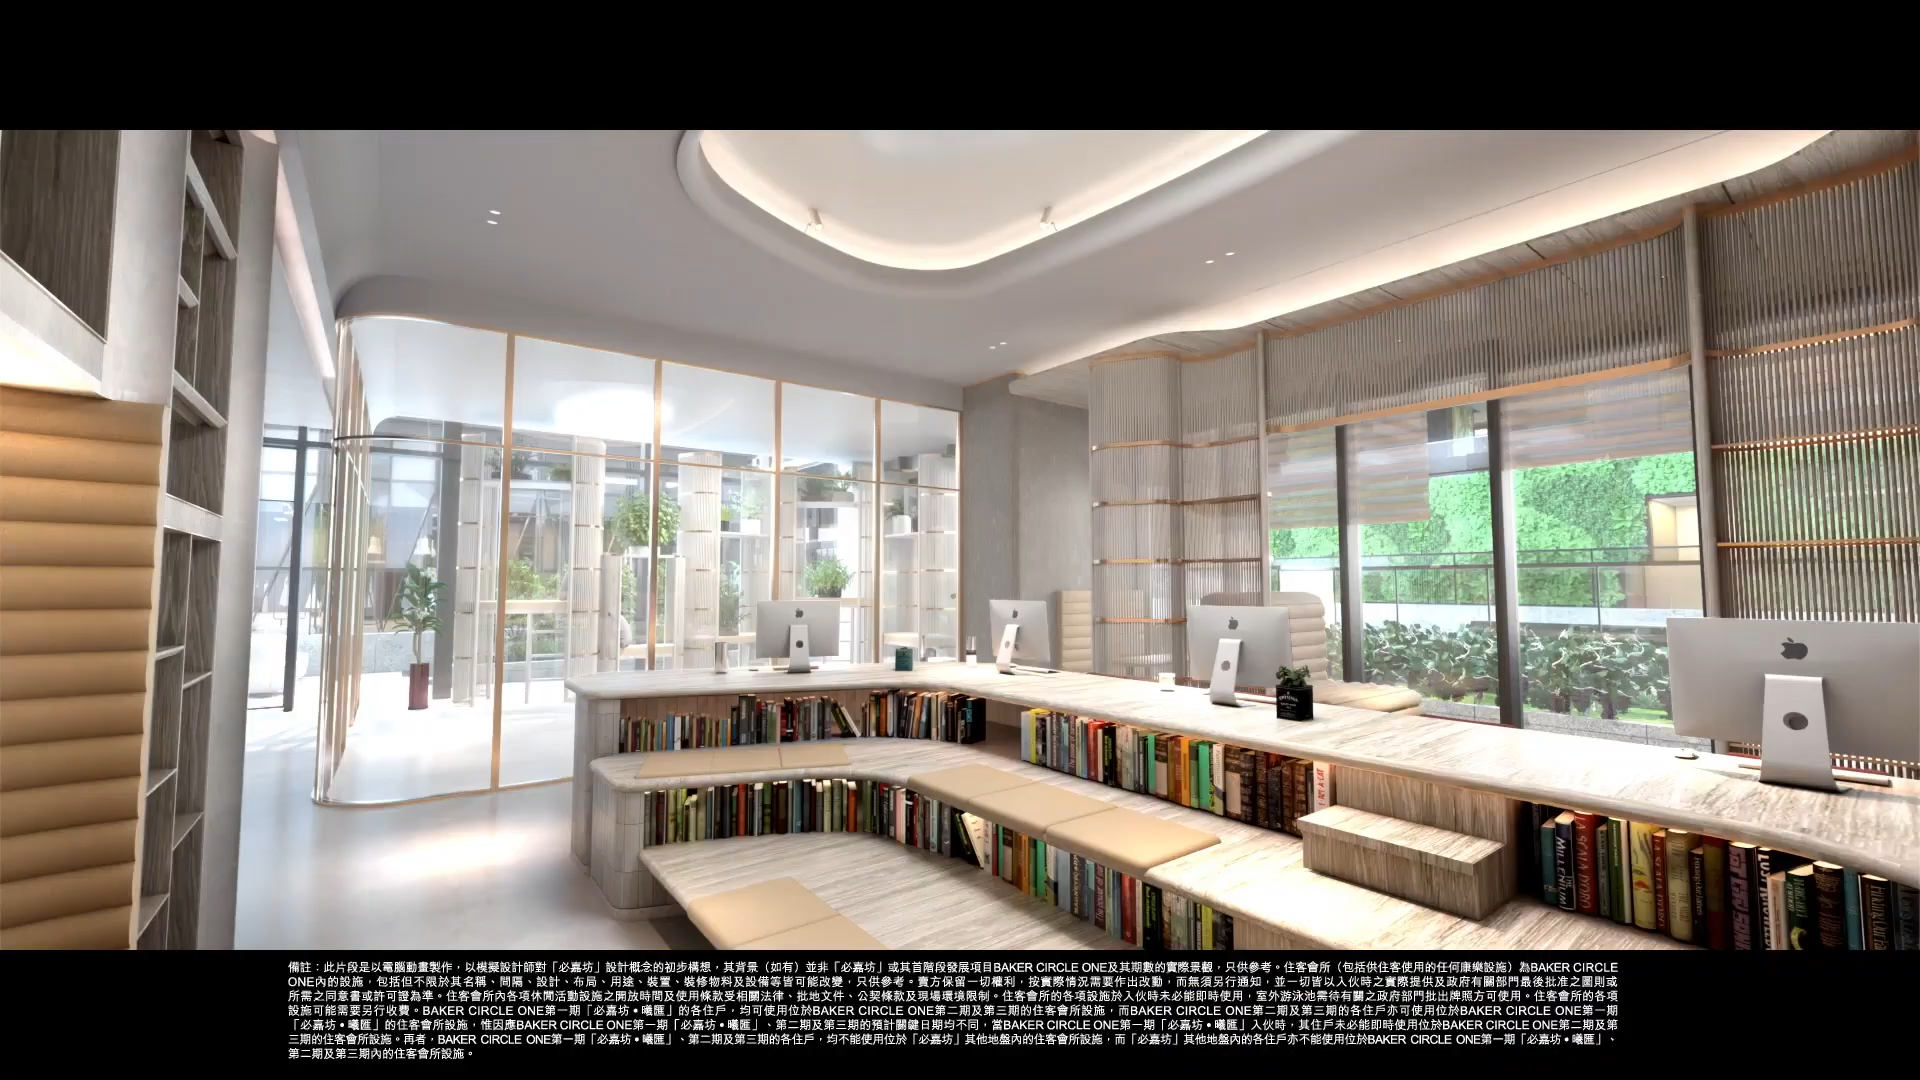 I AM A CAT
THE MILLENIUM
備註：此片段是以電腦動畫製作，以模擬設計師對「必嘉坊」設計概念的初步構想，其背景（如有）並非「必嘉坊」或其首階段發展項目BAKER CIRCLE ONE及其期數的實際景觀，只供參考。住客會所（包括供住客使用的任何康樂設施）為BAKER CIRCLE
ONE內的設施，包括但不限於其名稱、間隔、設計、布局、用途、裝置、裝修物料及設備等皆可能改變，只供參考。賣方保留一切權利，按實際情況需要作出改動，而無須另行通知，並一切皆以入伙時之實際提供及政府有關部門最後批准之圖則或
所需之同意書或許可證為準。住客會所內各項休閒活動設施之開放時間及使用條款受相關法律、批地文件、公契條款及現場環境限制。住客會所的各項設施於入伙時未必能即時使用，室外游泳池需待有關之政府部門批出牌照方可使用。住客會所的各項
設施可能需要另行收費。BAKER CIRCLE ONE第一期「必嘉坊•曦匯」的各住戶，均可使用位於BAKER CIRCLE ONE第二期及第三期的住客會所設施，而BAKER CIRCLE ONE第二期及第三期的各住戶亦可使用位於BAKER CIRCLE ONE第一期
「必嘉坊•曦匯」的住客會所設施，惟因應BAKER CIRCLE ONE第一期「必嘉坊•曦匯」、第二期及第三期的預計關鍵日期均不同，當BAKER CIRCLE ONE第一期「必嘉坊•曦匯」入伙時，其住戶未必能即時使用位於BAKER CIRCLE ONE第二期及第
三期的住客會所設施。再者，BAKER CIRCLE ONE第一期「必嘉坊•曦匯」、第二期及第三期的各住戶，均不能使用位於「必嘉坊」其他地盤內的住客會所設施，而「必嘉坊」其他地盤內的各住戶亦不能使用位於BAKER CIRCLE ONE第一期「必嘉坊•曦匯」、
第二期及第三期內的住客會所設施。